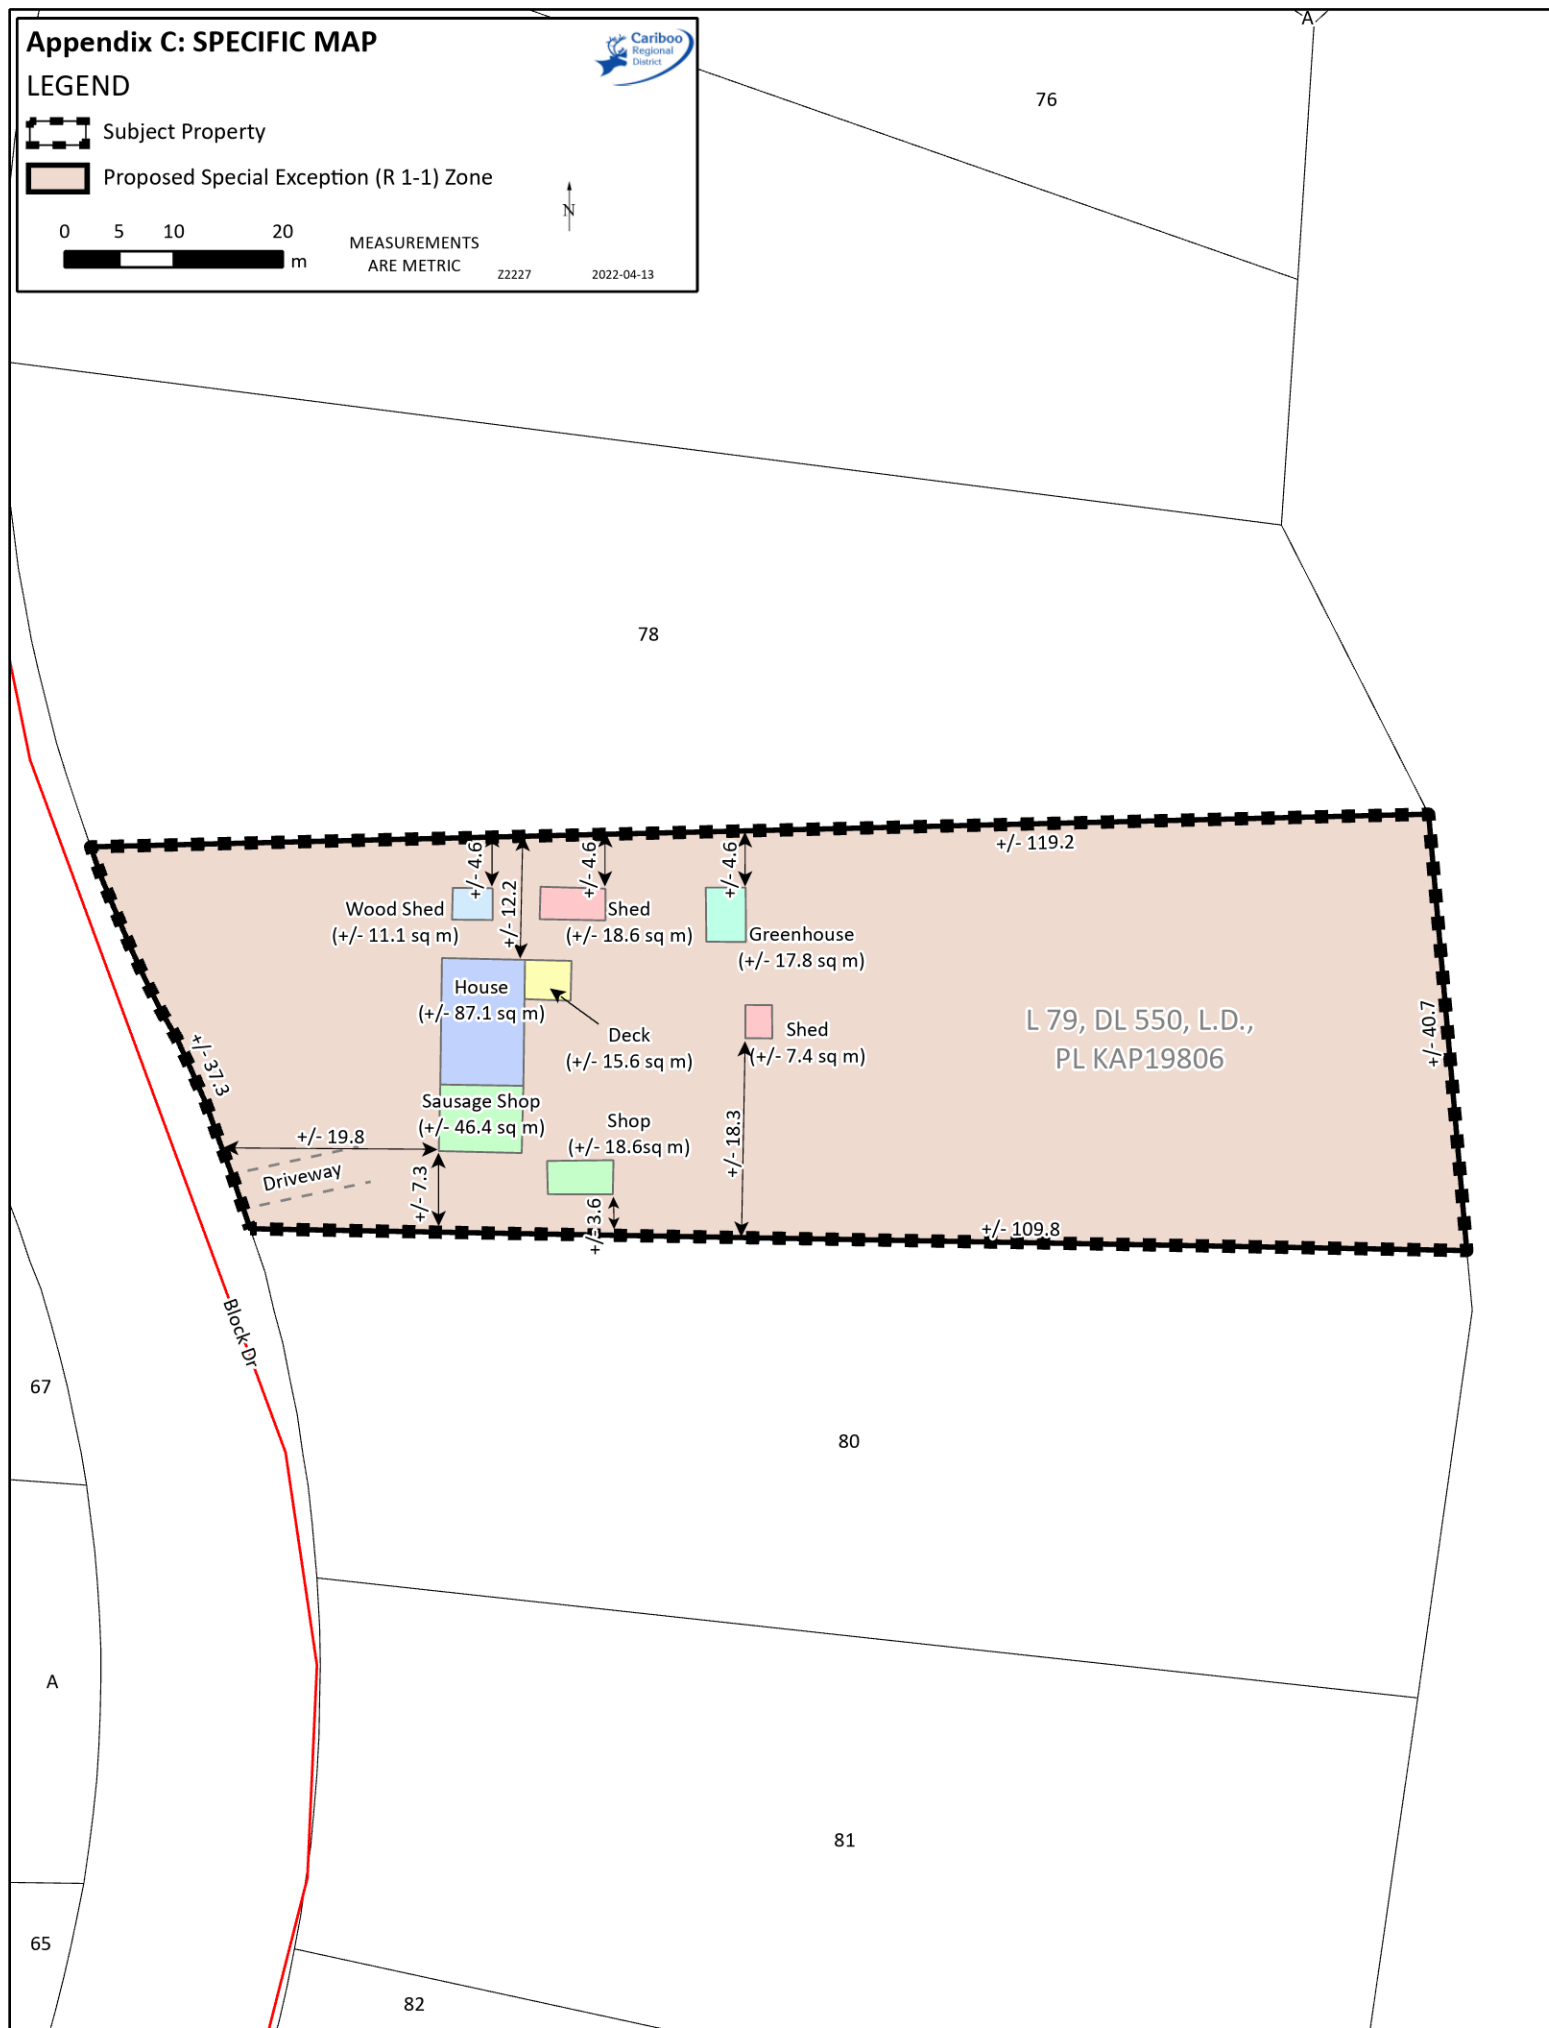 Appendix C: SPECIFIC MAP
Cariboo
Regional
District
LEGEND
Subject Property
Proposed Special Exception (R 1-1) Zone
N
0 5 10 20
m
MEASUREMENTS
ARE METRIC
Z2227
2022-04-13
A
76
78
+/- 119.2
+/- 4.6
+/- 12.2
+/- 4.6
+/- 4.6
Wood Shed
(+/- 11.1 sq m)
Shed
(+/- 18.6 sq m)
Greenhouse
(+/- 17.8 sq m)
House
(+/- 87.1 sq m)
Deck
(+/- 15.6 sq m)
Shed
(+/- 7.4 sq m)
L 79, DL 550, L.D.,
PL KAP19806
+/- 40.7
+/- 37.3
Sausage Shop
(+/- 46.4 sq m)
Shop
(+/- 18.6sq m)
+/- 19.8
Driveway
+/- 7.3
+/- 3.6
+/- 18.3
+/- 109.8
Block Dr
67
80
A
81
65
82